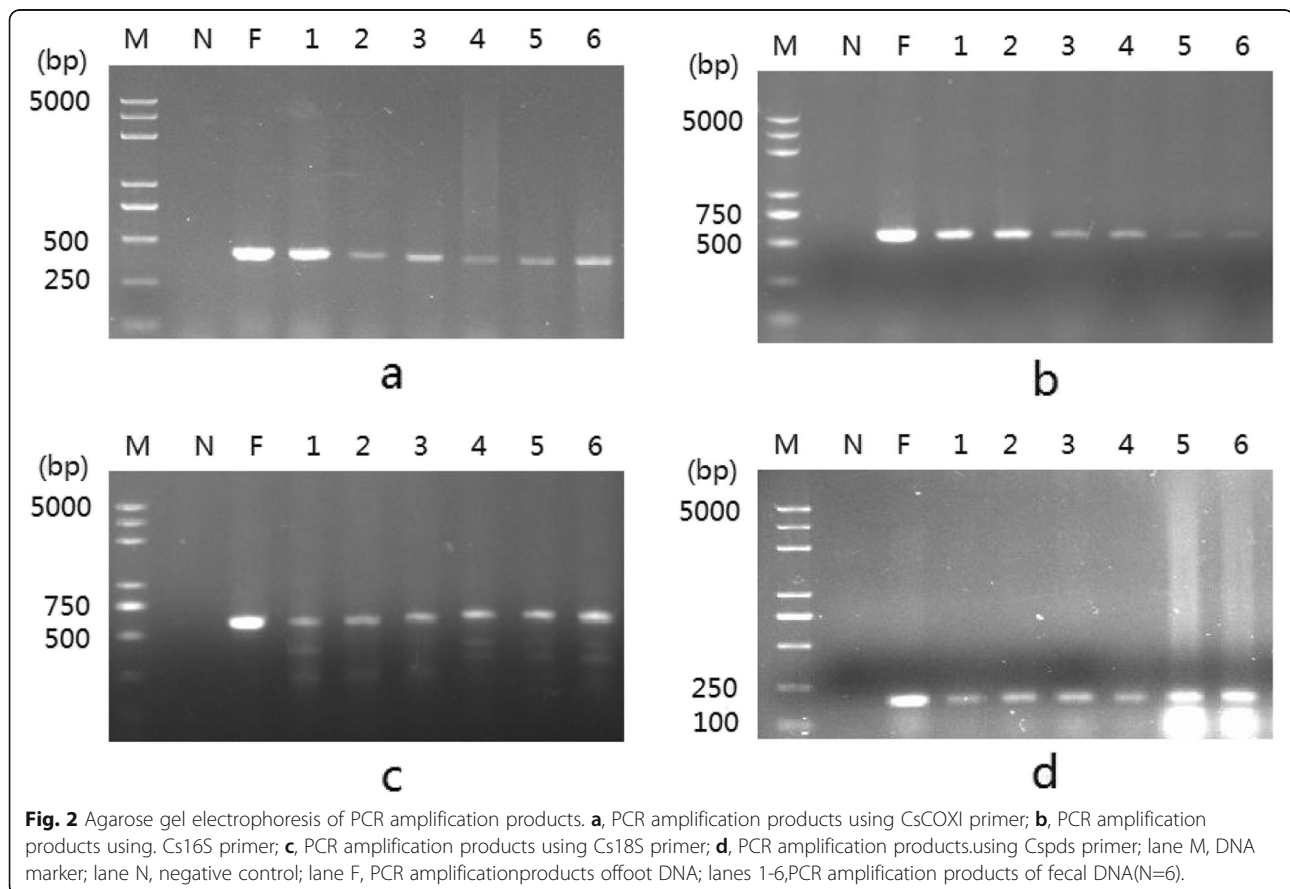 M N F 1 2 3 4 5 6
(bp)
5000
500
250
a
M N F 1 2 3 4 5 6
(bp)
5000
750
500
b
M N F 1 2 3 4 5 6
(bp)
5000
750
500
c
M N F 1 2 3 4 5 6
(bp)
5000
250
100
d
Fig. 2 Agarose gel electrophoresis of PCR amplification products. a, PCR amplification products using CsCOXI primer; b, PCR amplification
products using. Cs16S primer; c, PCR amplification products using Cs18S primer; d, PCR amplification products.using Cspds primer; lane M, DNA
marker; lane N, negative control; lane F, PCR amplificationproducts offoot DNA; lanes 1-6,PCR amplification products of fecal DNA(N=6).